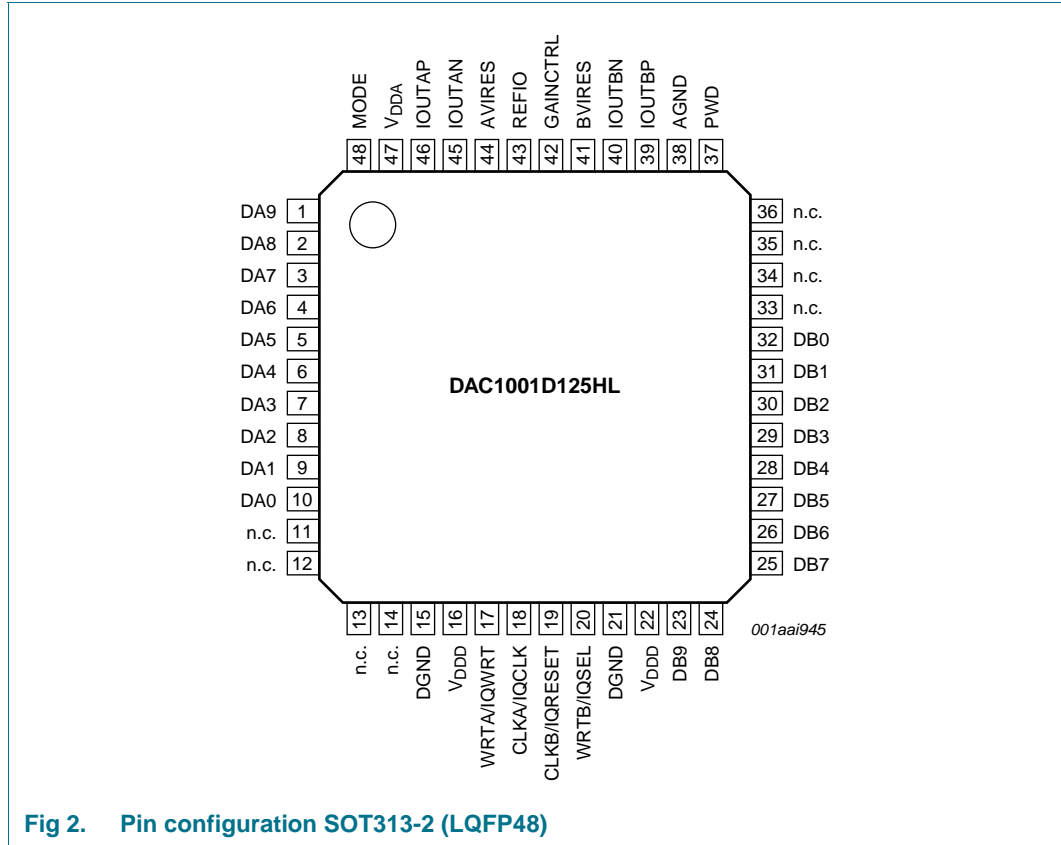 MODE
VDDA
IOUTAP
IOUTAN
AVIRES
REFIO
GAINCTRL
BVIRES
IOUTBN
IOUTBP
AGND
PWD
48
47
46
45
44
43
42
41
40
39
38
37
DA9 1
DA8 2
DA7 3
DA6 4
DA5 5
DA4 6
DA3 7
DA2 8
DA1 9
DA0 10
n.c. 11
n.c. 12
DAC1001D125HL
36 n.c.
35 n.c.
34 n.c.
33 n.c.
32 DB0
31 DB1
30 DB2
29 DB3
28 DB4
27 DB5
26 DB6
25 DB7
13
14
15
16
17
18
19
20
21
22
23
24
n.c.
n.c.
DGND
VDDD
WRTA/IQWRT
CLKA/IQCLK
CLKB/IQRESET
WRTB/IQSEL
DGND
VDDD
DB9
DB8
001aai945
Fig 2. Pin configuration SOT313-2 (LQFP48)